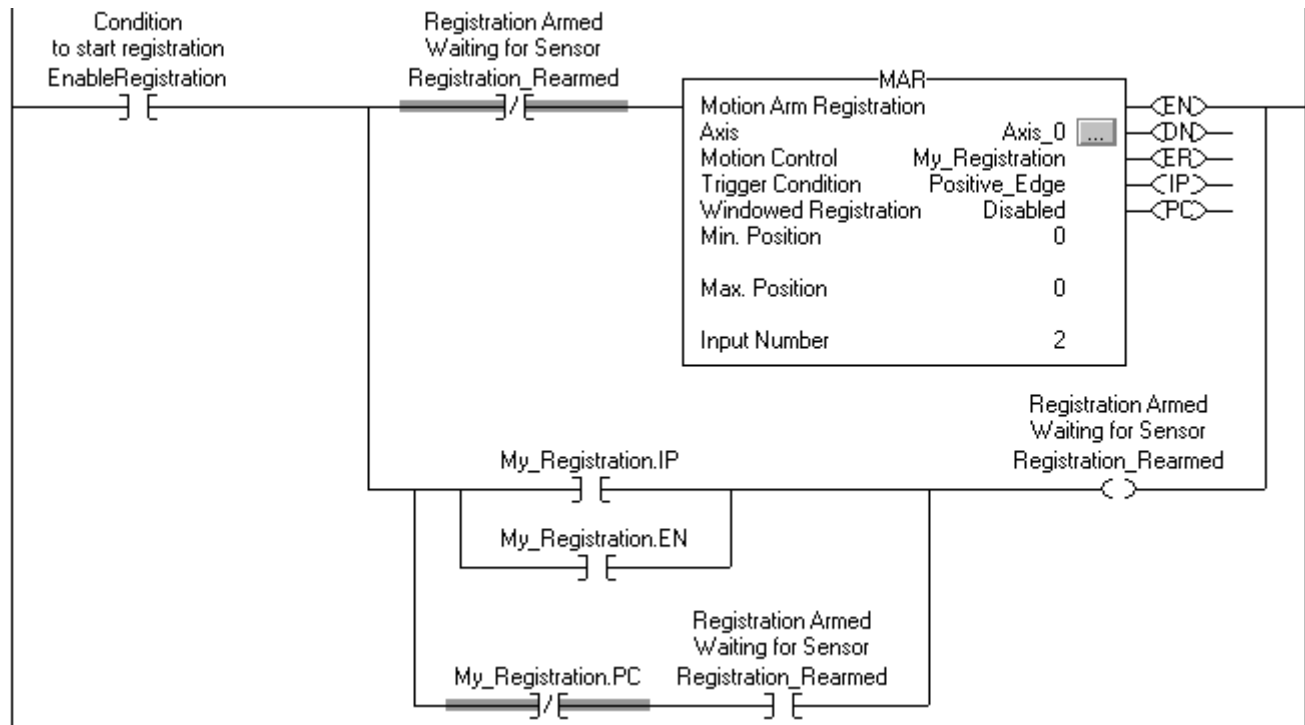 Condition
to start registration
EnableRegistration
Registration Armed
Waiting for Sensor
Registration_Rearmed
MAR
Motion Arm Registration
Axis Axis_0 ...
Motion Control My_Registration
Trigger Condition Positive_Edge
Windowed Registration Disabled
Min. Position 0
Max. Position 0
Input Number 2
EN
DN
ER
IP
PC
Registration Armed
Waiting for Sensor
Registration_Rearmed
My_Registration.IP
My_Registration.EN
Registration Armed
Waiting for Sensor
My_Registration.PC Registration_Rearmed